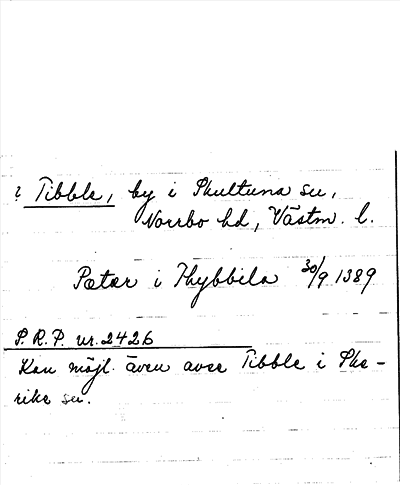 ? Tibble, by i Skultuna sn,
Norrbo hd, Västm. l.
Petær i Thybbila 30/9 1389
S.R.P. nr. 2426
Kan möjl. även avse Tibble i Ske-
rike sn.